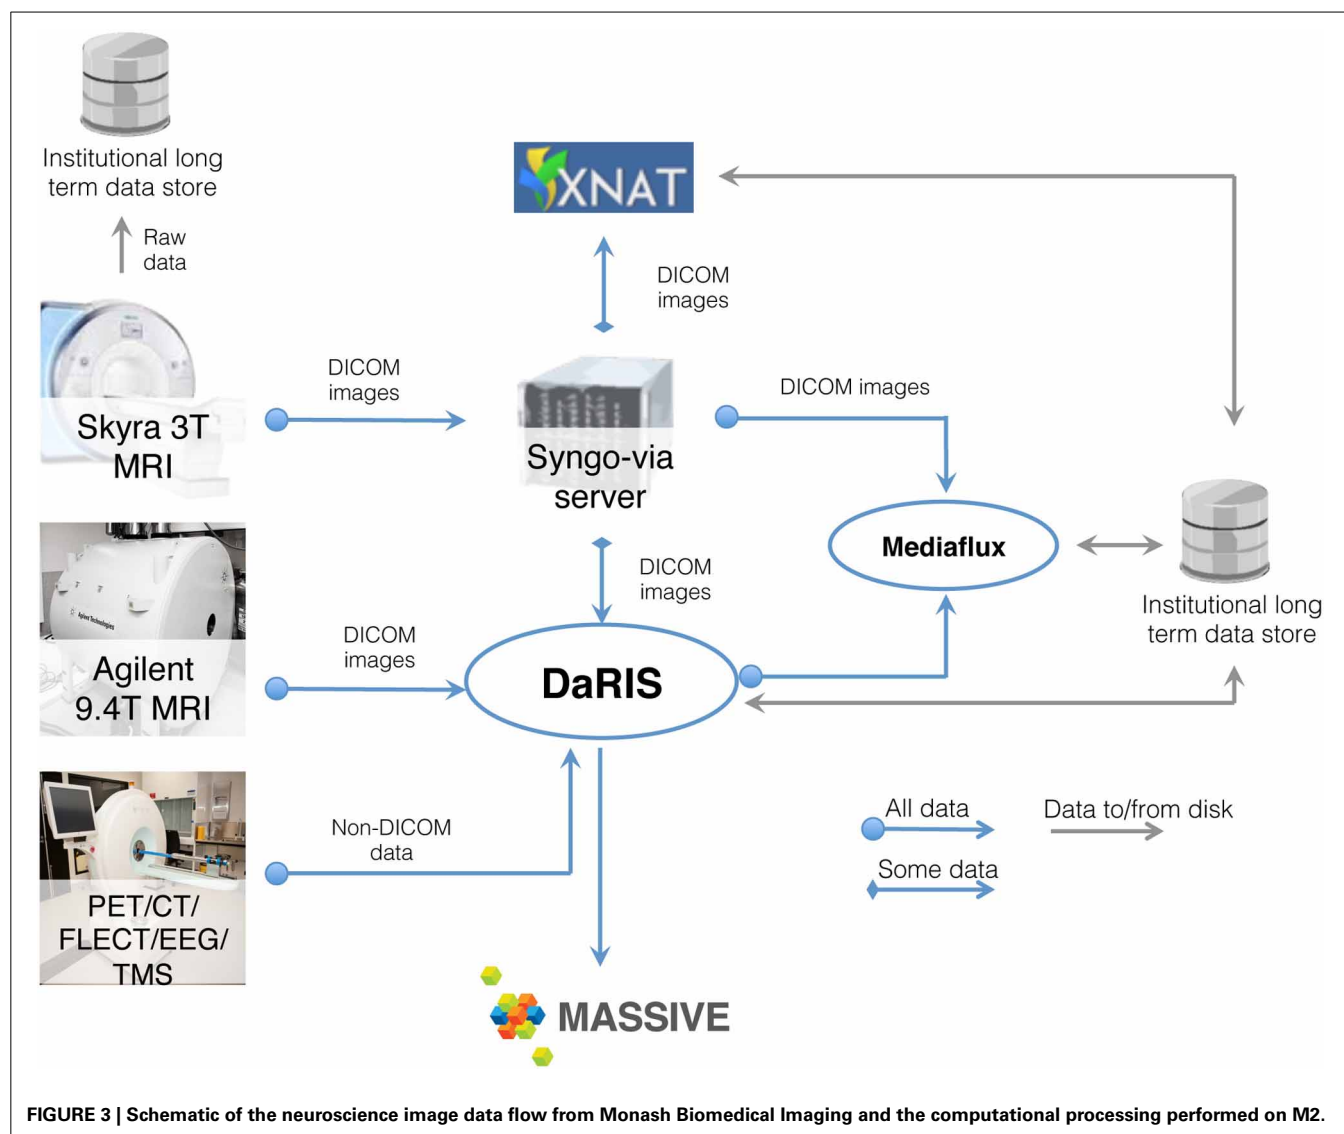 Institutional long
term data store
Raw
data
XNAT
DICOM
images
DICOM
images
DICOM images
Skyra 3T
MRI
Syngo-via
server
Mediaflux
DICOM
images
Institutional long
term data store
Agilent Technologies
DICOM
images
Agilent
9.4T MRI
DaRIS
All data
Data to/from disk
Some data
Non-DICOM
data
PET/CT/
FLECT/EEG/
TMS
MASSIVE
FIGURE 3 | Schematic of the neuroscience image data flow from Monash Biomedical Imaging and the computational processing performed on M2.